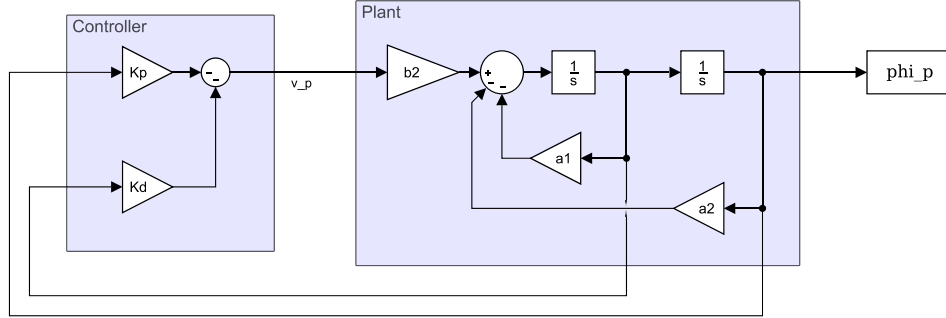 Controller
Plant
Kp
- -
v_p
b2
+ - -
1
s
1
s
phi_p
a1
Kd
a2